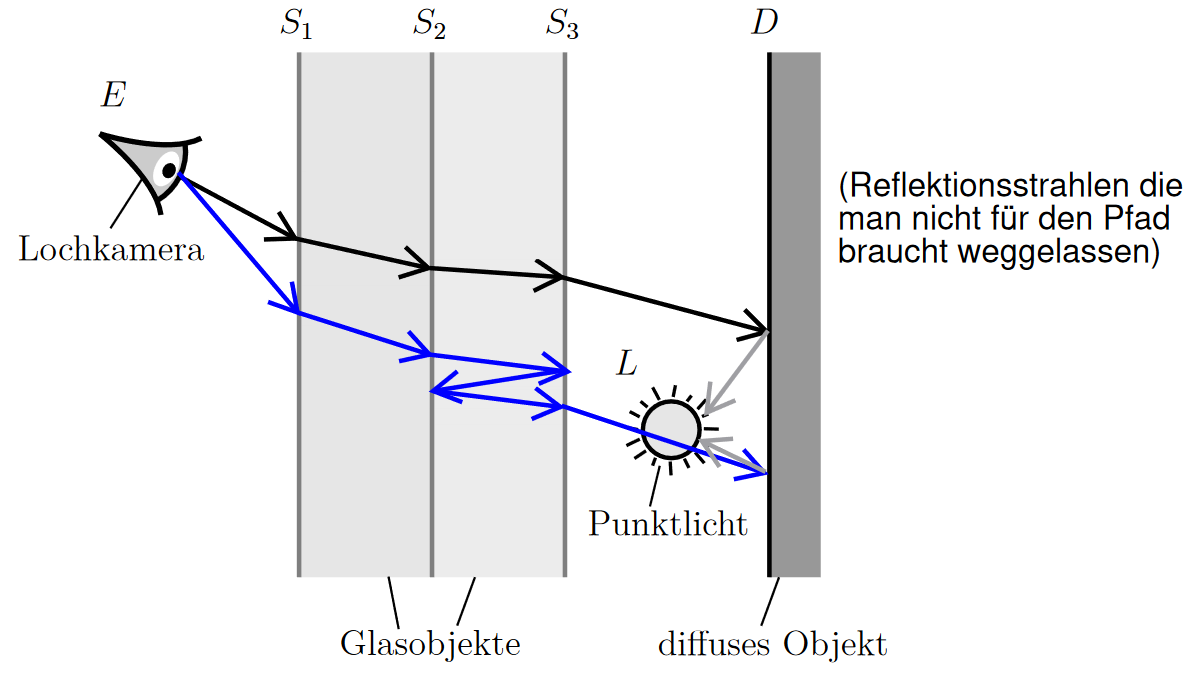 S₁ S₂ S₃ D
E
(Reflektionsstrahlen die
man nicht für den Pfad
braucht weggelassen)
Lochkamera
L
Punktlicht
Glasobjekte
diffuses Objekt